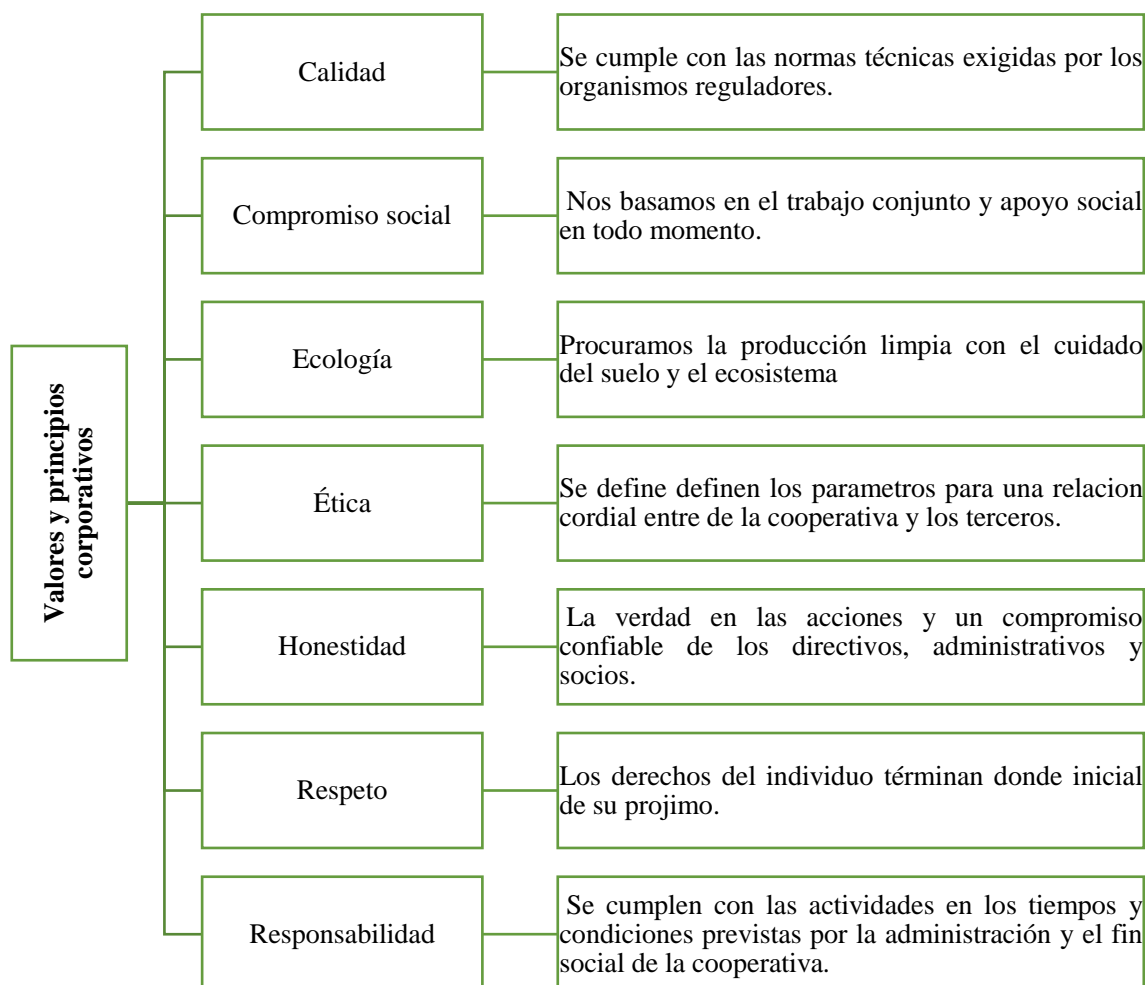 Valores y principios
corporativos
Calidad
Se cumple con las normas técnicas exigidas por los
organismos reguladores.
Compromiso social
Nos basamos en el trabajo conjunto y apoyo social
en todo momento.
Ecología
Procuramos la producción limpia con el cuidado
del suelo y el ecosistema
Ética
Se define definen los parametros para una relacion
cordial entre de la cooperativa y los terceros.
Honestidad
La verdad en las acciones y un compromiso
confiable de los directivos, administrativos y
socios.
Respeto
Los derechos del individuo términan donde inicial
de su projimo.
Responsabilidad
Se cumplen con las actividades en los tiempos y
condiciones previstas por la administración y el fin
social de la cooperativa.